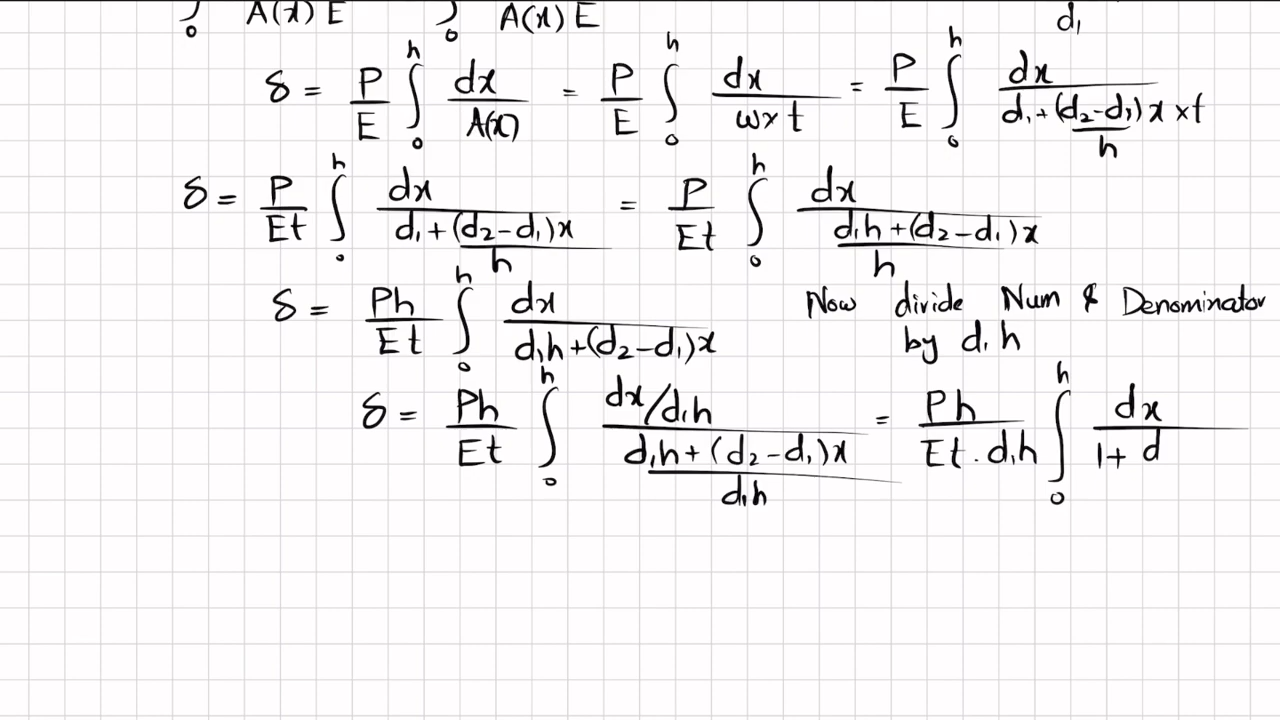 ∫₀ A(x) E ∫₀ A(x) E d₁
δ = P/E ∫₀ʰ dx/A(x) = P/E ∫₀ʰ dx/(w × t) = P/E ∫₀ʰ dx/(d₁ + (d₂ - d₁)x/h × t)
δ = P/Et ∫₀ʰ dx/(d₁ + (d₂ - d₁)x/h) = P/Et ∫₀ʰ dx/((d₁h + (d₂ - d₁)x)/h)
δ = Ph/Et ∫₀ʰ dx/(d₁h + (d₂ - d₁)x) Now divide Num & Denominator
by d₁h
δ = Ph/Et ∫₀ʰ (dx/d₁h)/((d₁h + (d₂ - d₁)x)/d₁h) = Ph/(Et · d₁h) ∫₀ʰ dx/(1 + d